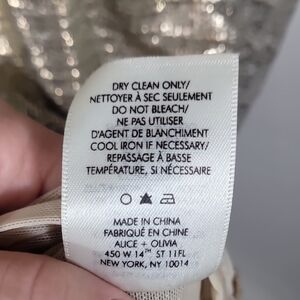 DRY CLEAN ONLY/
NETTOYER À SEC SEULEMENT
DO NOT BLEACH/
NE PAS UTILISER
D'AGENT DE BLANCHIMENT
COOL IRON IF NECESSARY/
REPASSAGE À BASSE
TEMPÉRATURE, SI NÉCESSAIRE
MADE IN CHINA
FABRIQUÉ EN CHINE
ALICE + OLIVIA
450 W 14TH ST 11FL
NEW YORK, NY 10014